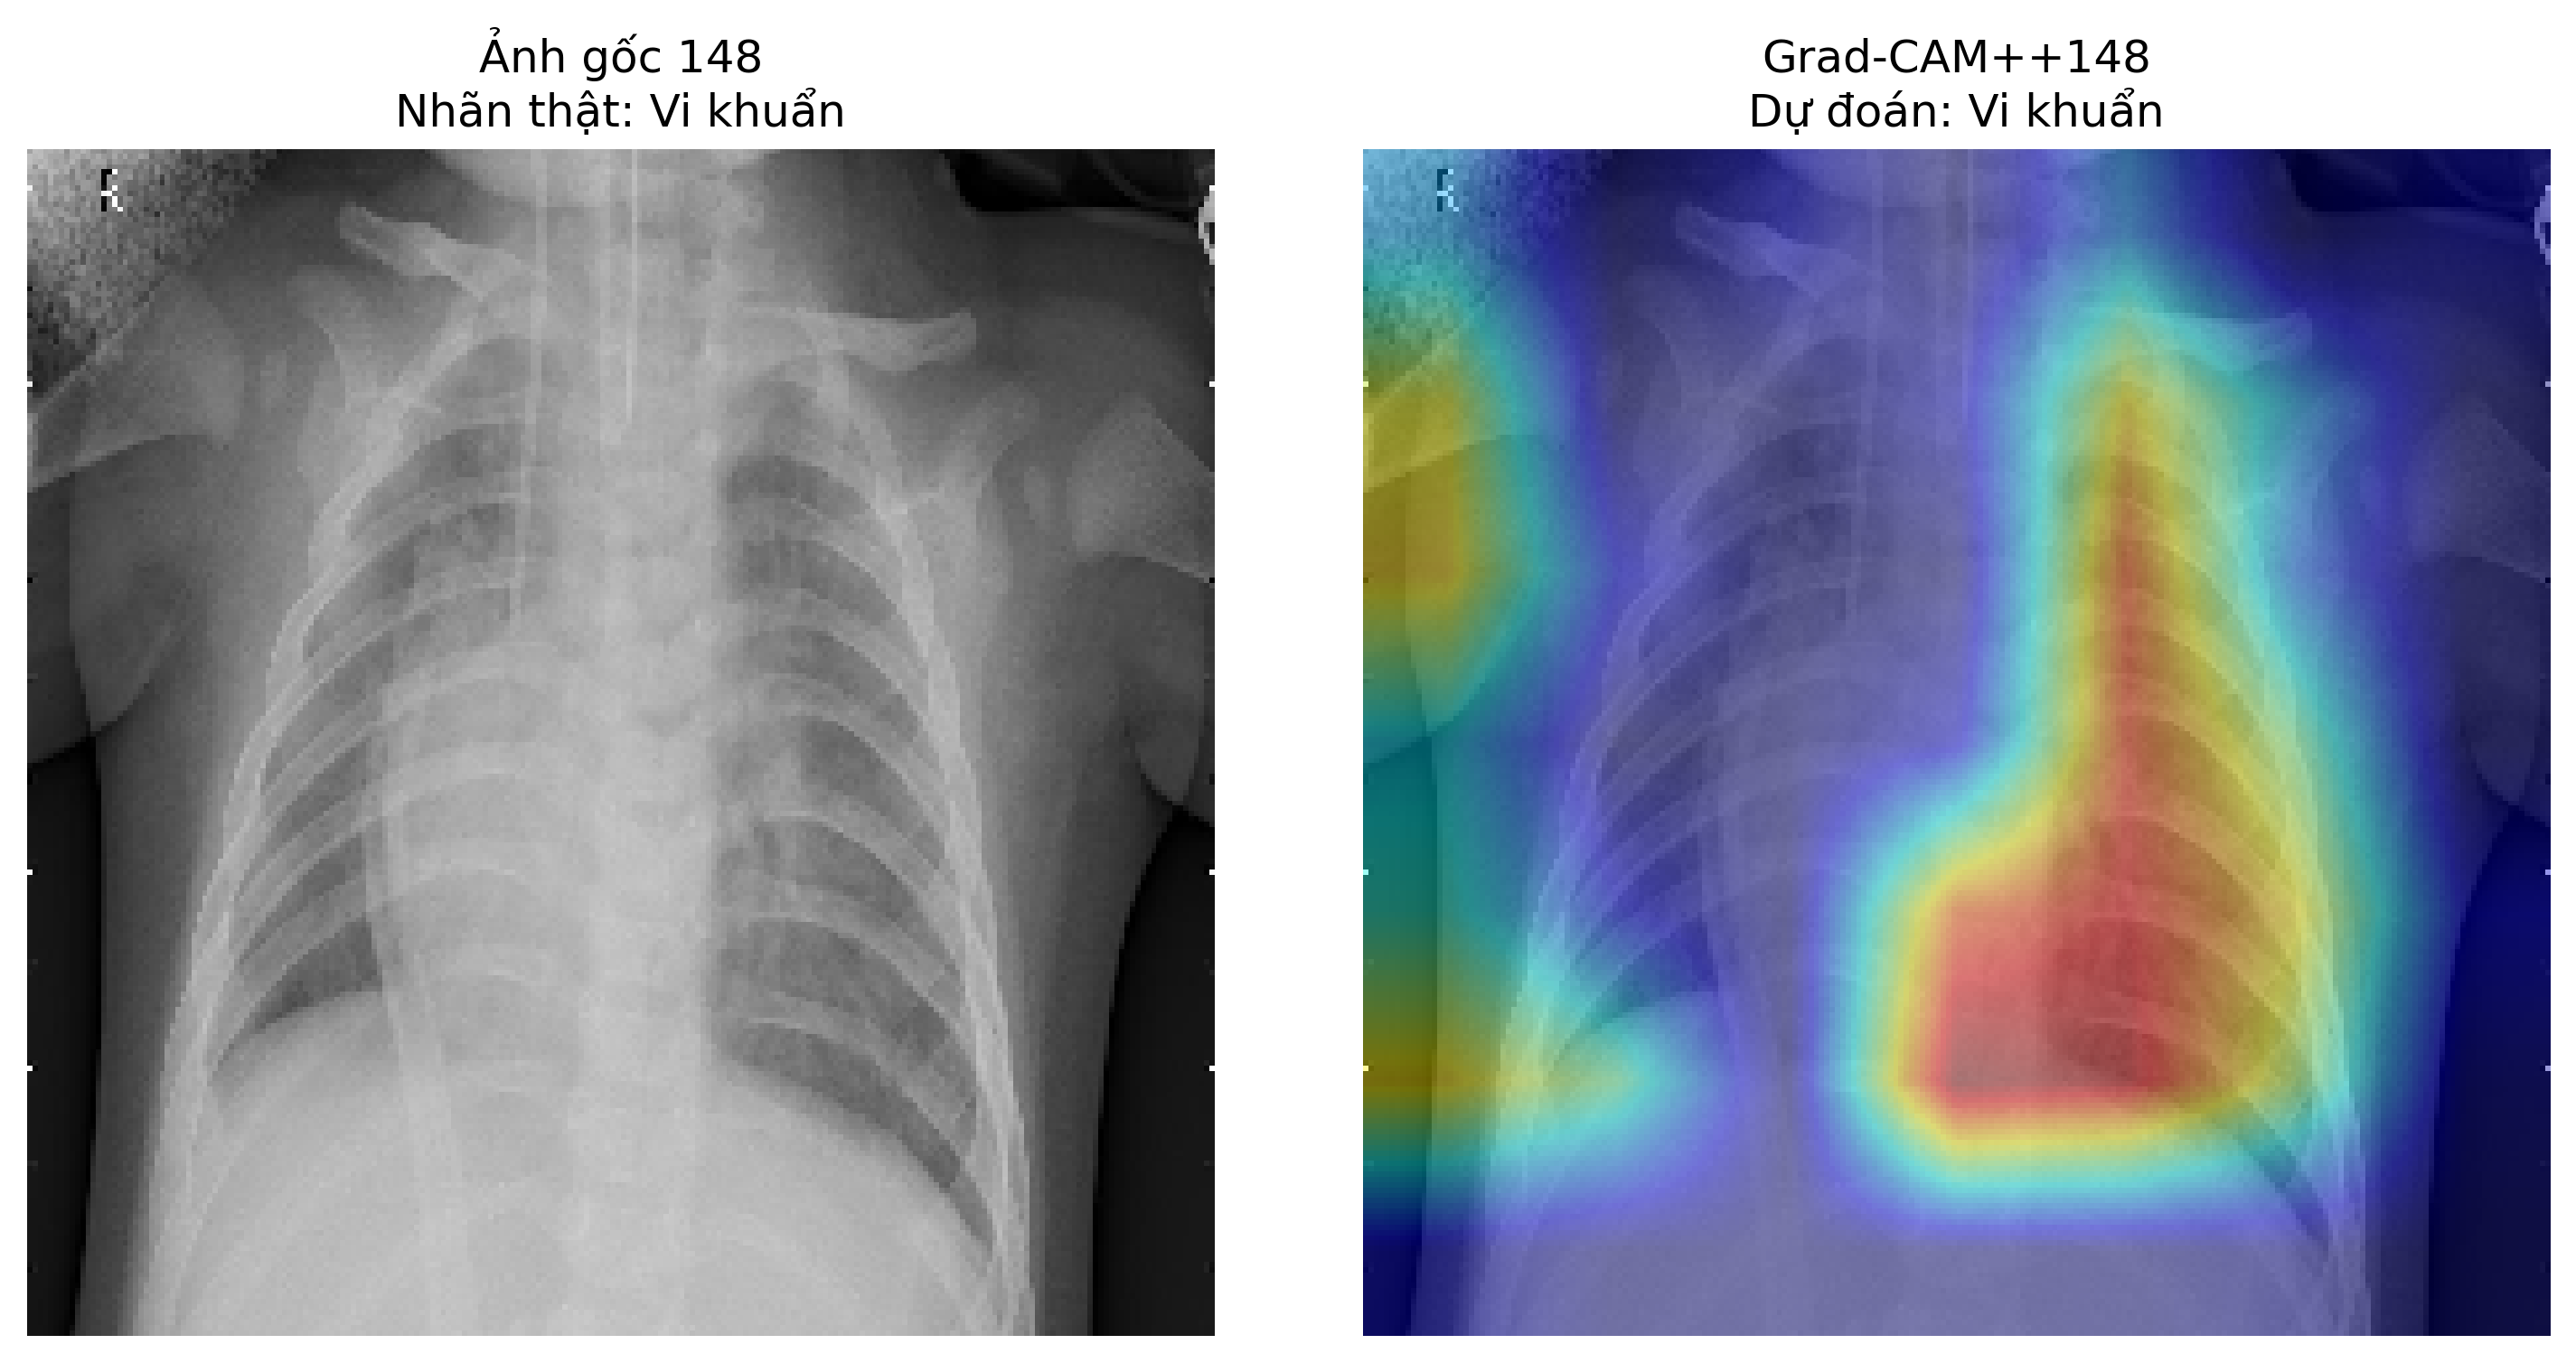 Ảnh gốc 148
Nhãn thật: Vi khuẩn
Grad-CAM++148
Dự đoán: Vi khuẩn
R
R